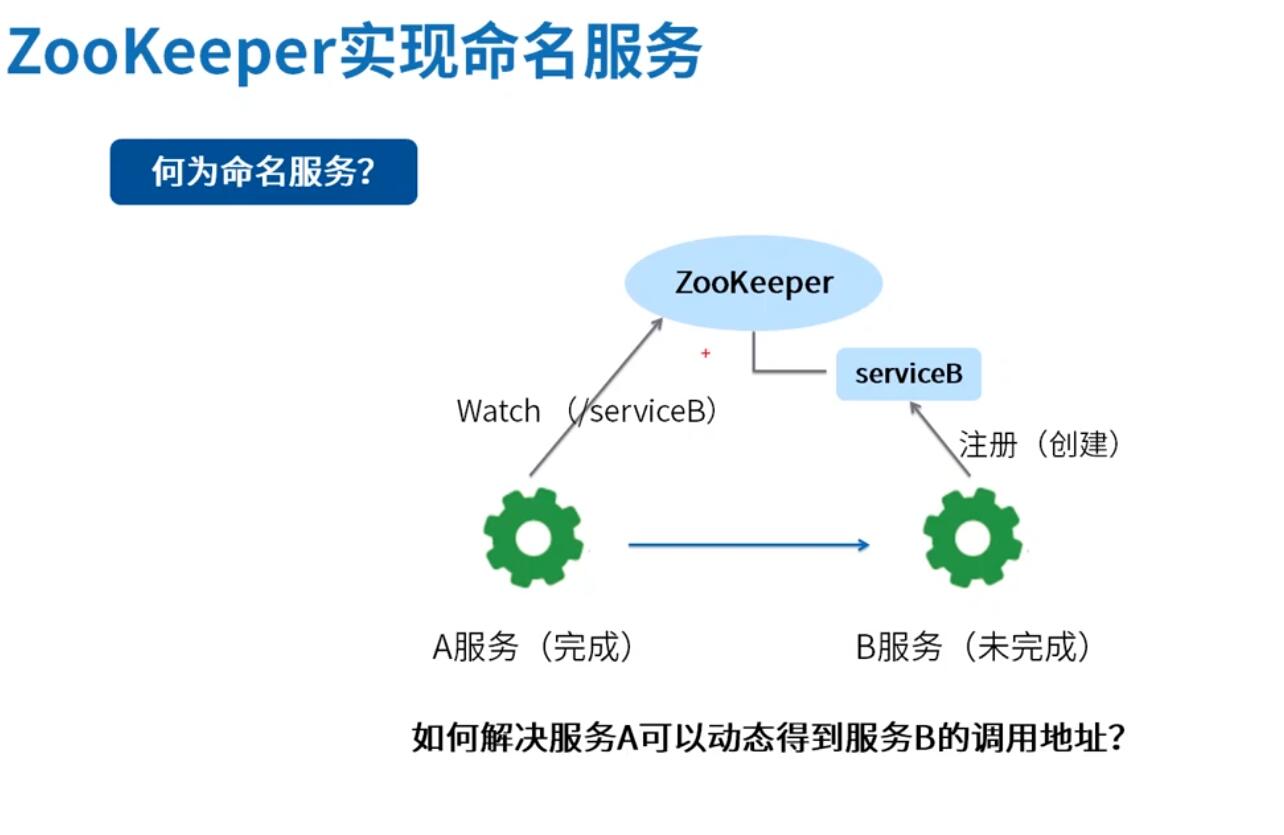 ZooKeeper实现命名服务
何为命名服务？
ZooKeeper
serviceB
Watch （/serviceB）
注册（创建）
A服务（完成）
B服务（未完成）
如何解决服务A可以动态得到服务B的调用地址？